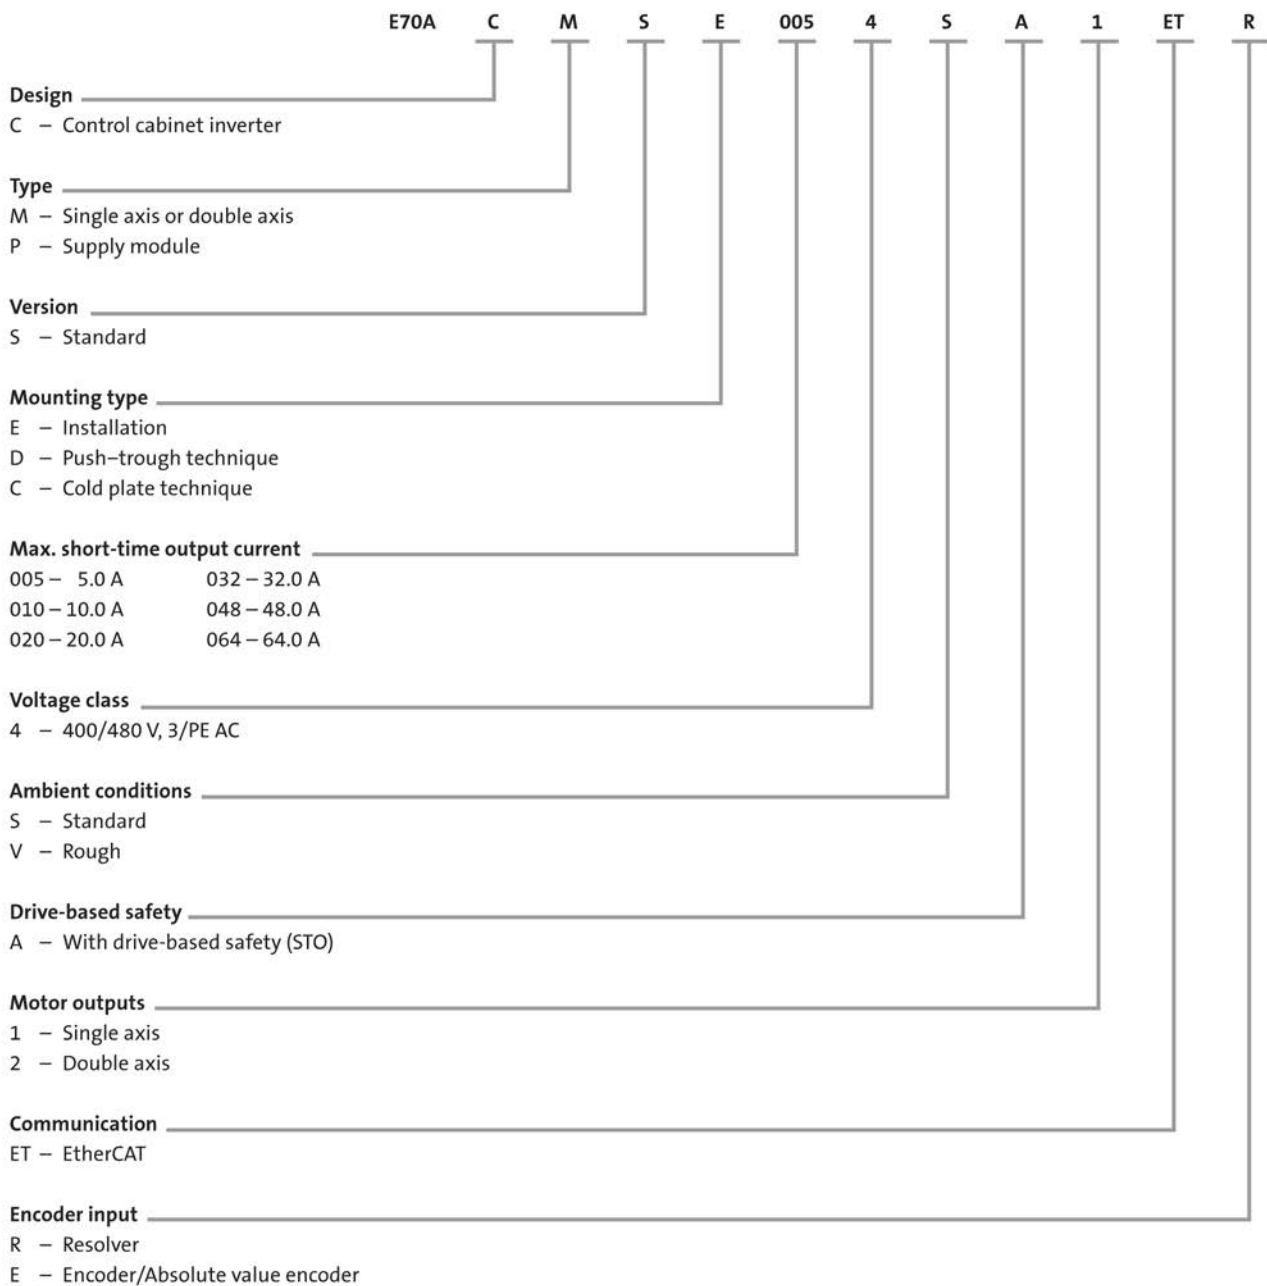 E70A C M S E 005 4 S A 1 ET R
Design
C – Control cabinet inverter
Type
M – Single axis or double axis
P – Supply module
Version
S – Standard
Mounting type
E – Installation
D – Push–trough technique
C – Cold plate technique
Max. short-time output current
005 – 5.0 A 032 – 32.0 A
010 – 10.0 A 048 – 48.0 A
020 – 20.0 A 064 – 64.0 A
Voltage class
4 – 400/480 V, 3/PE AC
Ambient conditions
S – Standard
V – Rough
Drive-based safety
A – With drive-based safety (STO)
Motor outputs
1 – Single axis
2 – Double axis
Communication
ET – EtherCAT
Encoder input
R – Resolver
E – Encoder/Absolute value encoder